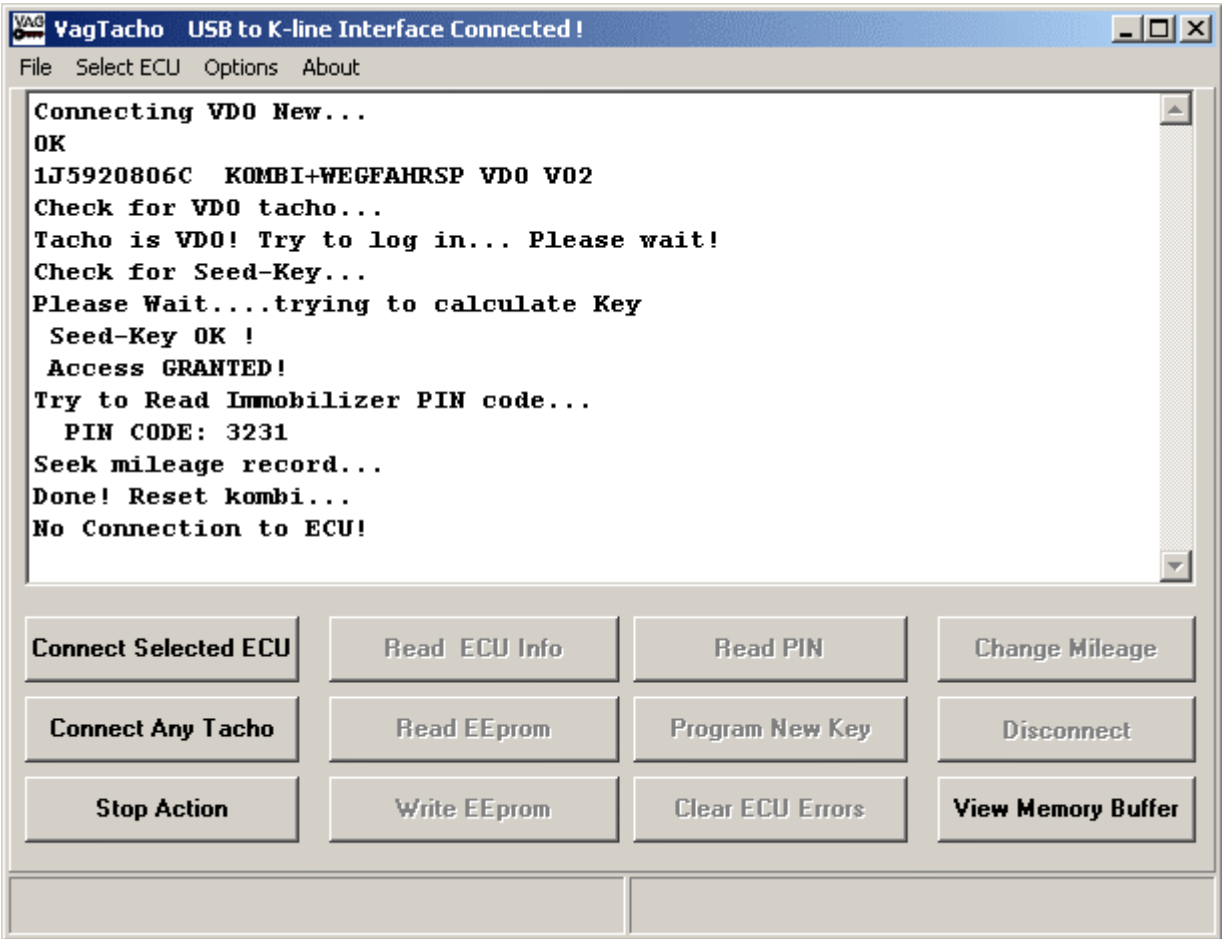 VAG
VagTacho USB to K-line Interface Connected !
File Select ECU Options About
Connecting VDO New...
OK
1J5920806C KOMBI+WEGFAHRSP VDO V02
Check for VDO tacho...
Tacho is VDO! Try to log in... Please wait!
Check for Seed-Key...
Please Wait....trying to calculate Key
Seed-Key OK !
Access GRANTED!
Try to Read Immobilizer PIN code...
PIN CODE: 3231
Seek mileage record...
Done! Reset kombi...
No Connection to ECU!
Connect Selected ECU Read ECU Info Read PIN Change Mileage
Connect Any Tacho Read EEprom Program New Key Disconnect
Stop Action Write EEprom Clear ECU Errors View Memory Buffer